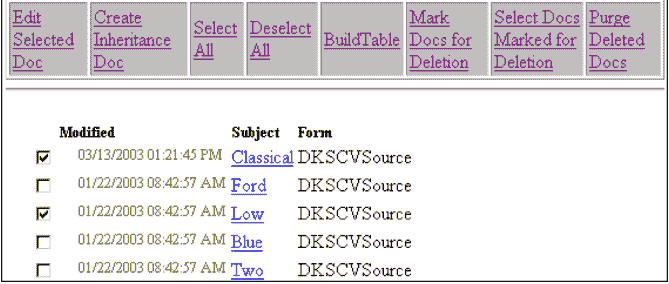 Edit Selected Doc
Create Inheritance Doc
Select All
Deselect All
BuildTable
Mark Docs for Deletion
Select Docs Marked for Deletion
Purge Deleted Docs
Modified Subject Form
03/13/2003 01:21:45 PM Classical DKSCVSource
01/22/2003 08:42:57 AM Ford DKSCVSource
01/22/2003 08:42:57 AM Low DKSCVSource
01/22/2003 08:42:57 AM Blue DKSCVSource
01/22/2003 08:42:57 AM Two DKSCVSource